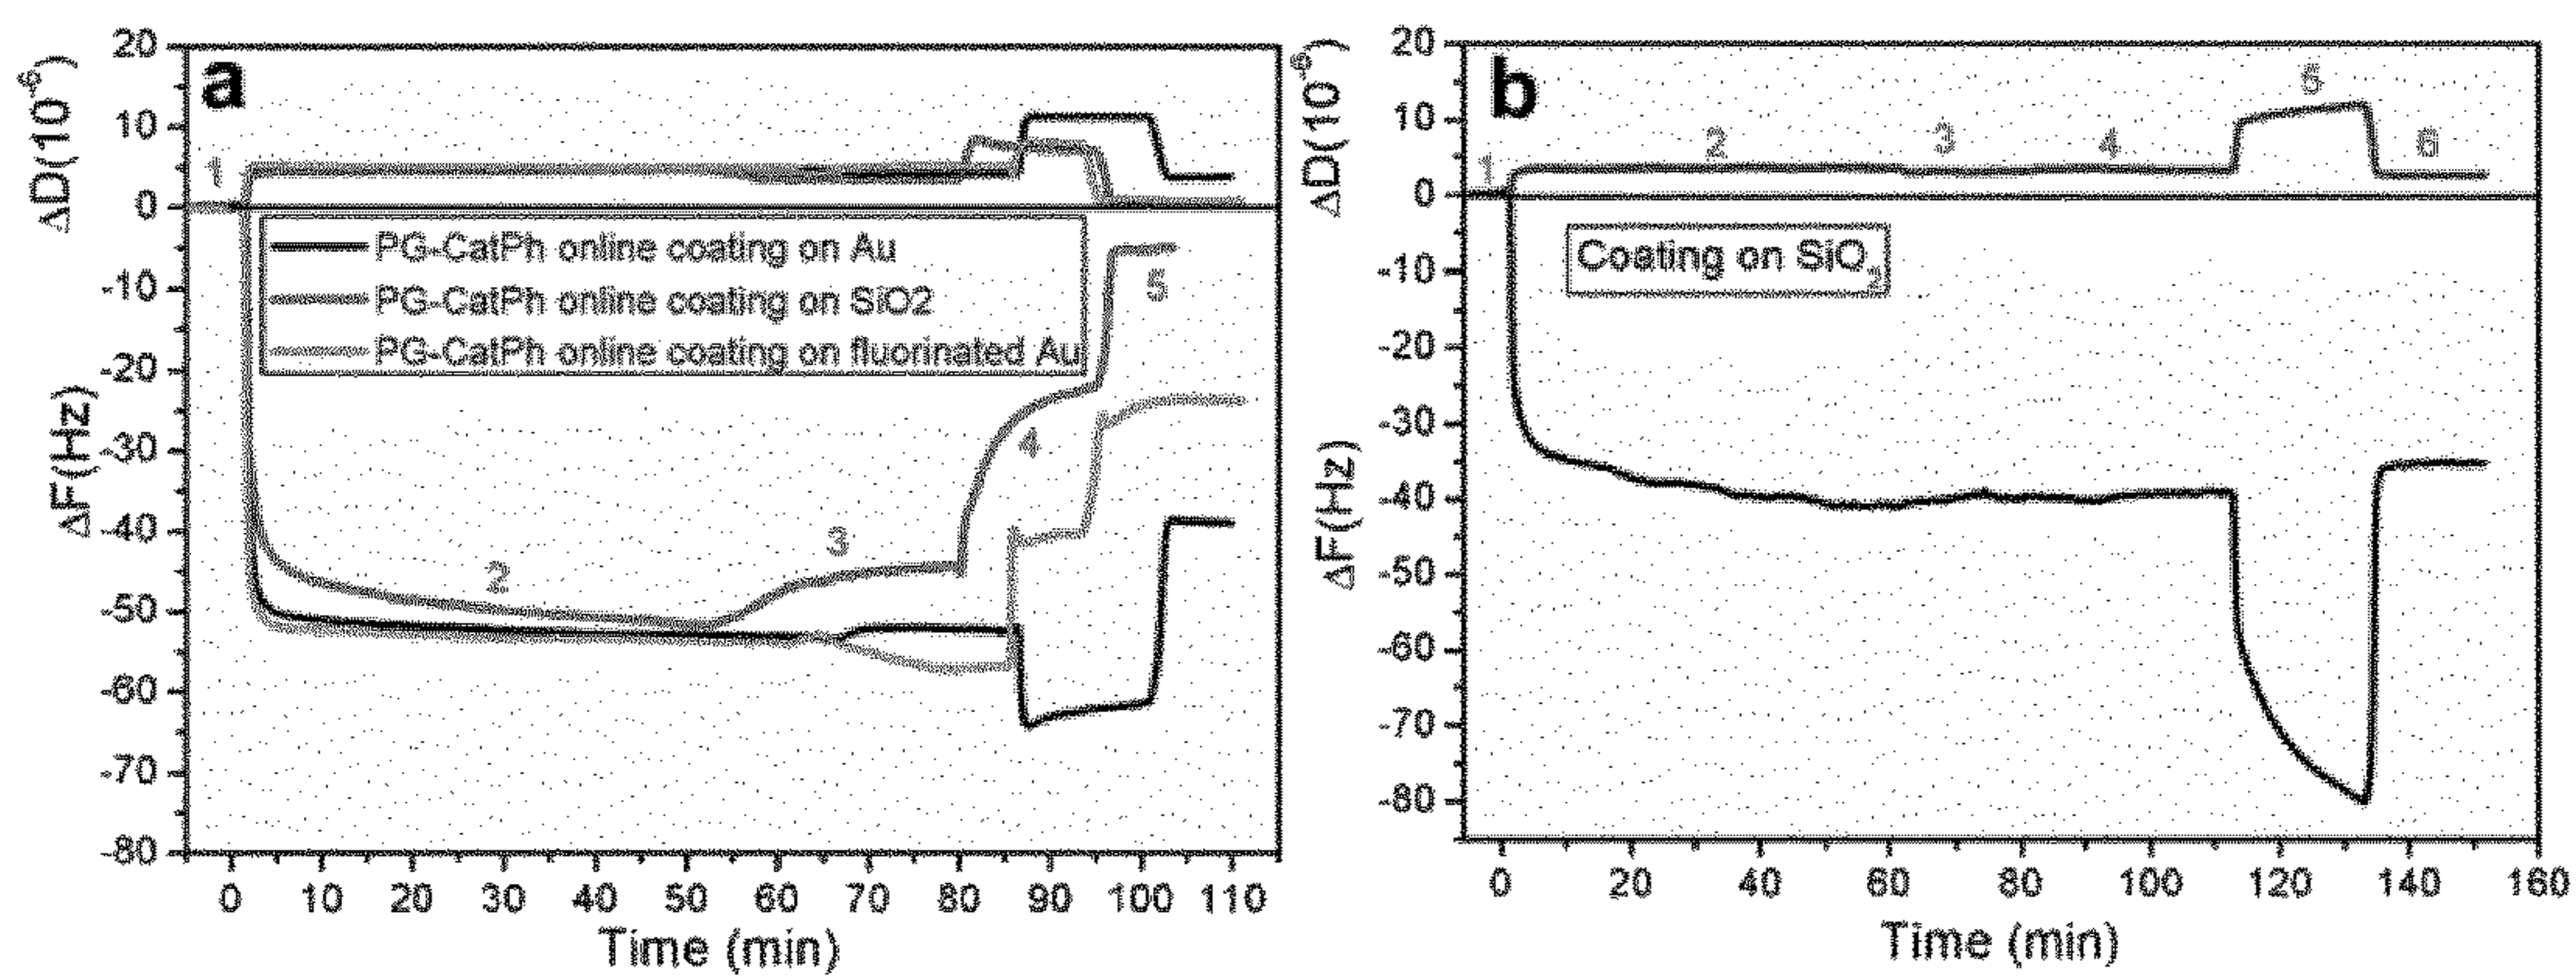 a
ΔD(10⁻⁶)
ΔF(Hz)
20
10
0
-10
-20
-30
-40
-50
-60
-70
-80
1
PG-CatPh online coating on Au
PG-CatPh online coating on SiO2
PG-CatPh online coating on fluorinated Au
2
3
4
5
0 10 20 30 40 50 60 70 80 90 100 110
Time (min)
b
ΔD(10⁻⁶)
ΔF(Hz)
20
10
0
-10
-20
-30
-40
-50
-60
-70
-80
1 2 3 4 5 6
Coating on SiO₂
0 20 40 60 80 100 120 140 160
Time (min)